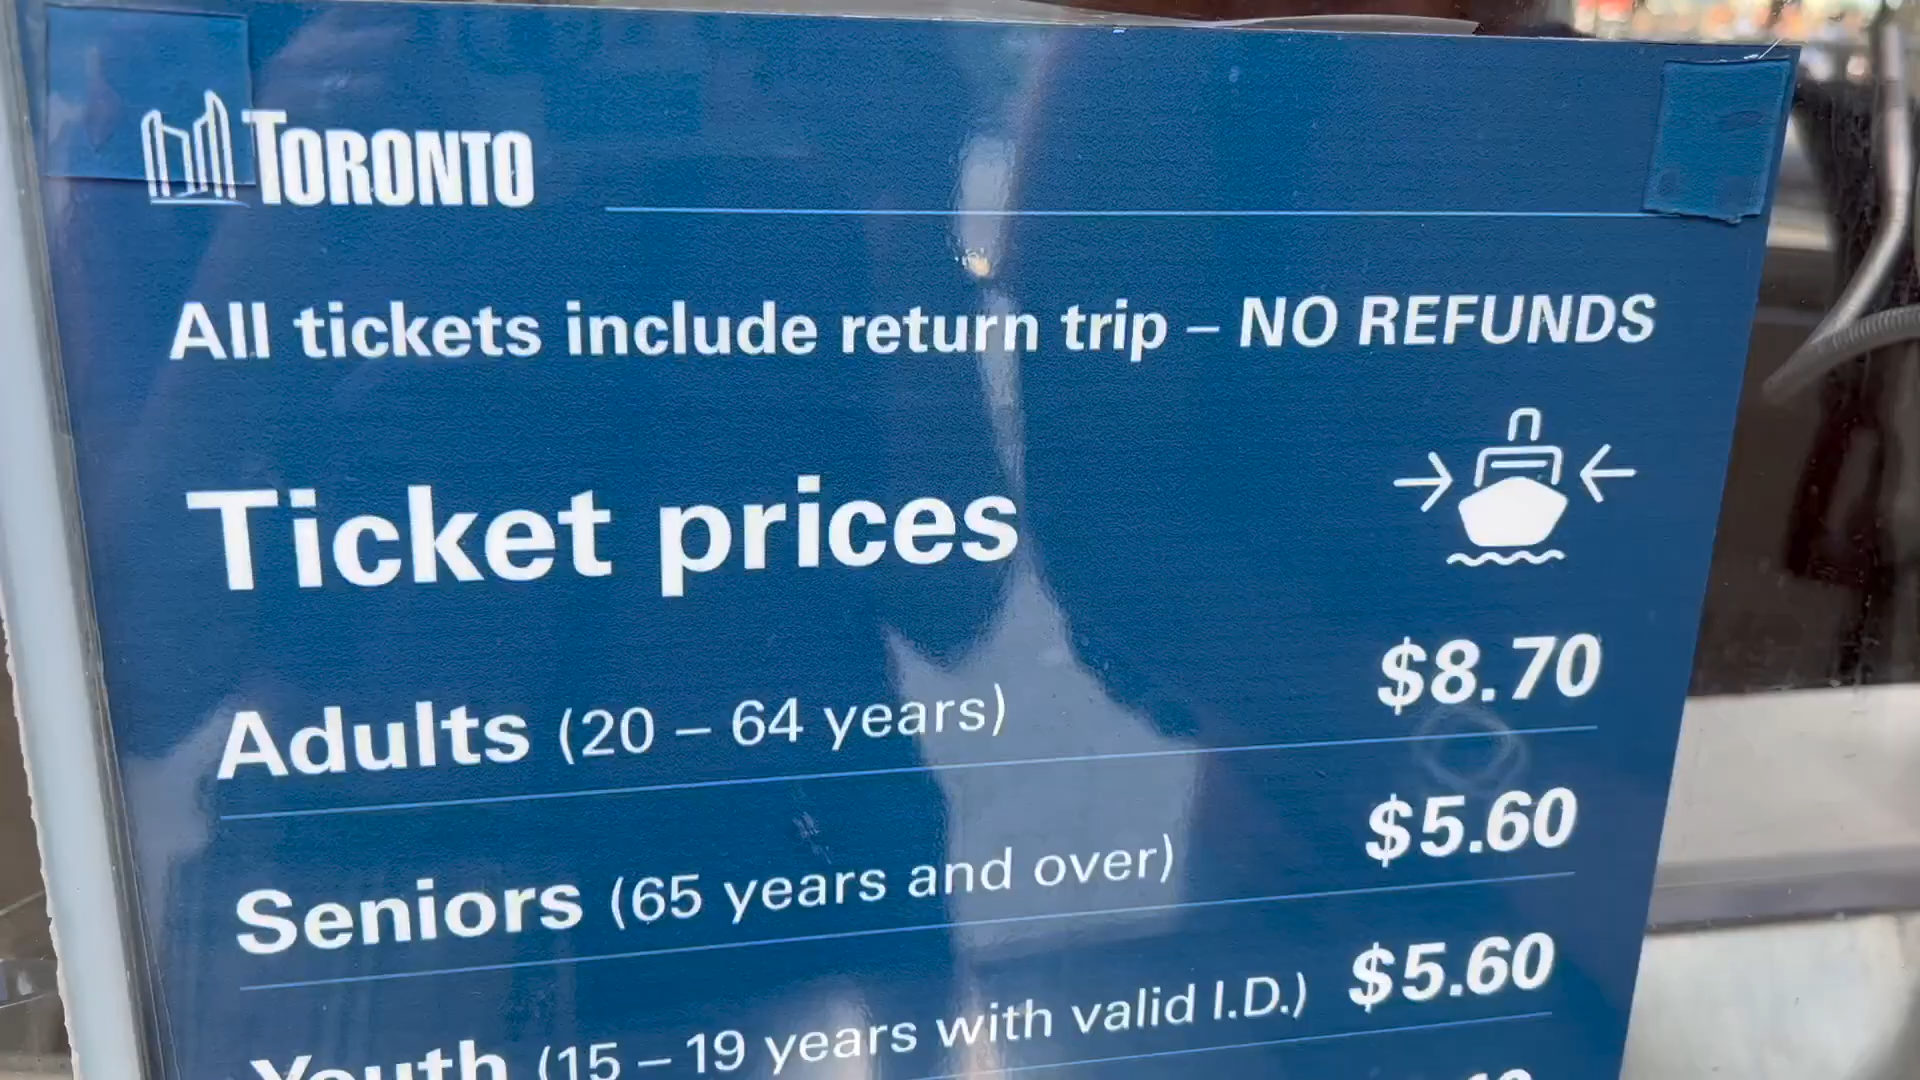 TORONTO
All tickets include return trip – NO REFUNDS
Ticket prices
Adults (20 – 64 years) $8.70
Seniors (65 years and over) $5.60
Youth (15 – 19 years with valid I.D.) $5.60